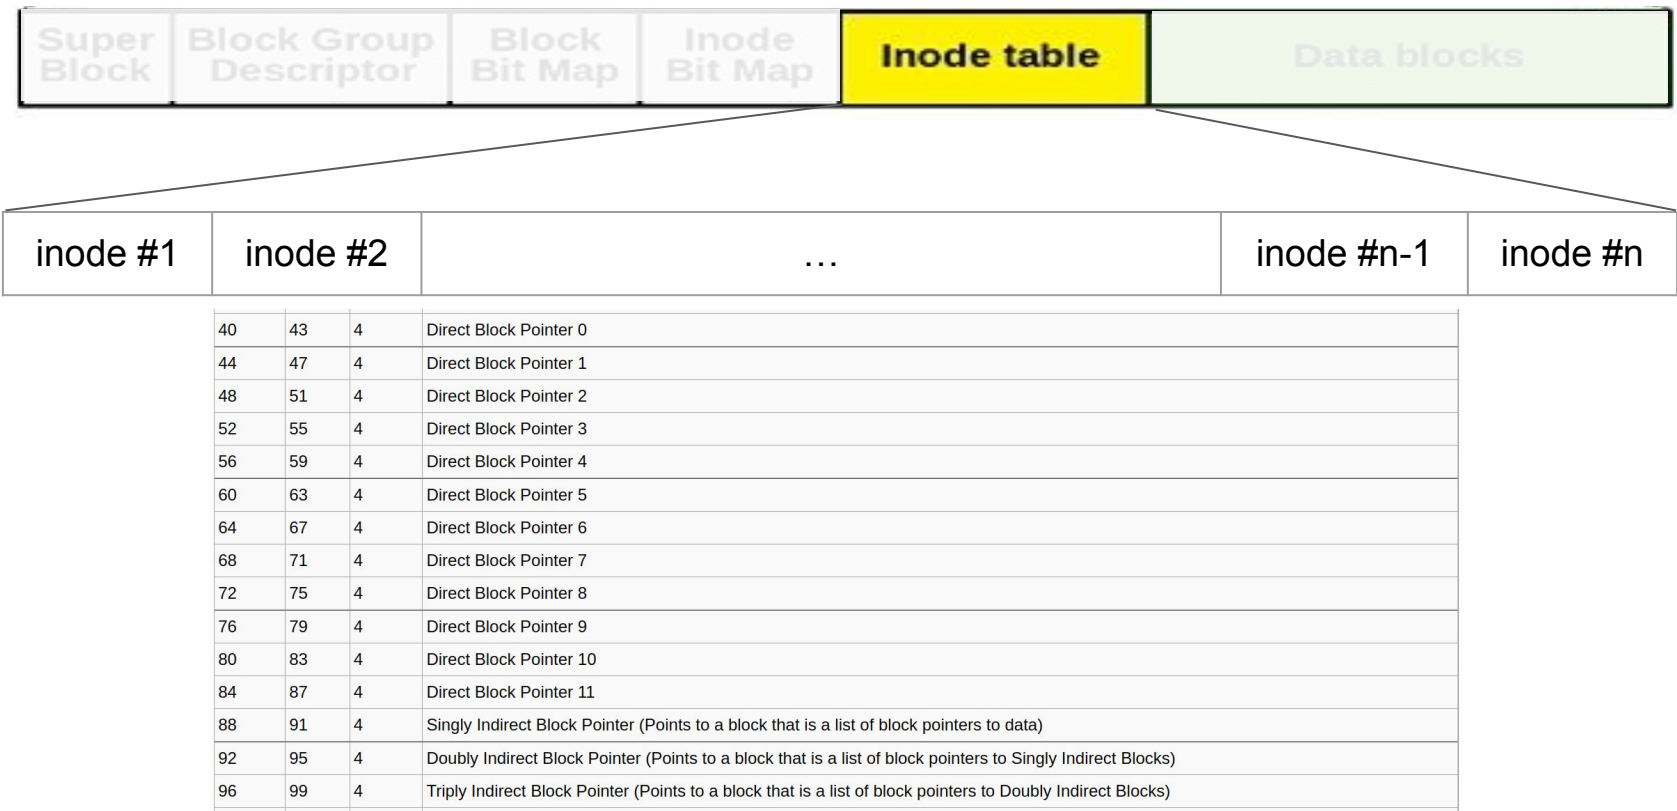 Super Block Group Block Inode Inode table Data blocks
Block Descriptor Bit Map Bit Map
inode #1 inode #2 ... inode #n-1 inode #n
40 43 4 Direct Block Pointer 0
44 47 4 Direct Block Pointer 1
48 51 4 Direct Block Pointer 2
52 55 4 Direct Block Pointer 3
56 59 4 Direct Block Pointer 4
60 63 4 Direct Block Pointer 5
64 67 4 Direct Block Pointer 6
68 71 4 Direct Block Pointer 7
72 75 4 Direct Block Pointer 8
76 79 4 Direct Block Pointer 9
80 83 4 Direct Block Pointer 10
84 87 4 Direct Block Pointer 11
88 91 4 Singly Indirect Block Pointer (Points to a block that is a list of block pointers to data)
92 95 4 Doubly Indirect Block Pointer (Points to a block that is a list of block pointers to Singly Indirect Blocks)
96 99 4 Triply Indirect Block Pointer (Points to a block that is a list of block pointers to Doubly Indirect Blocks)